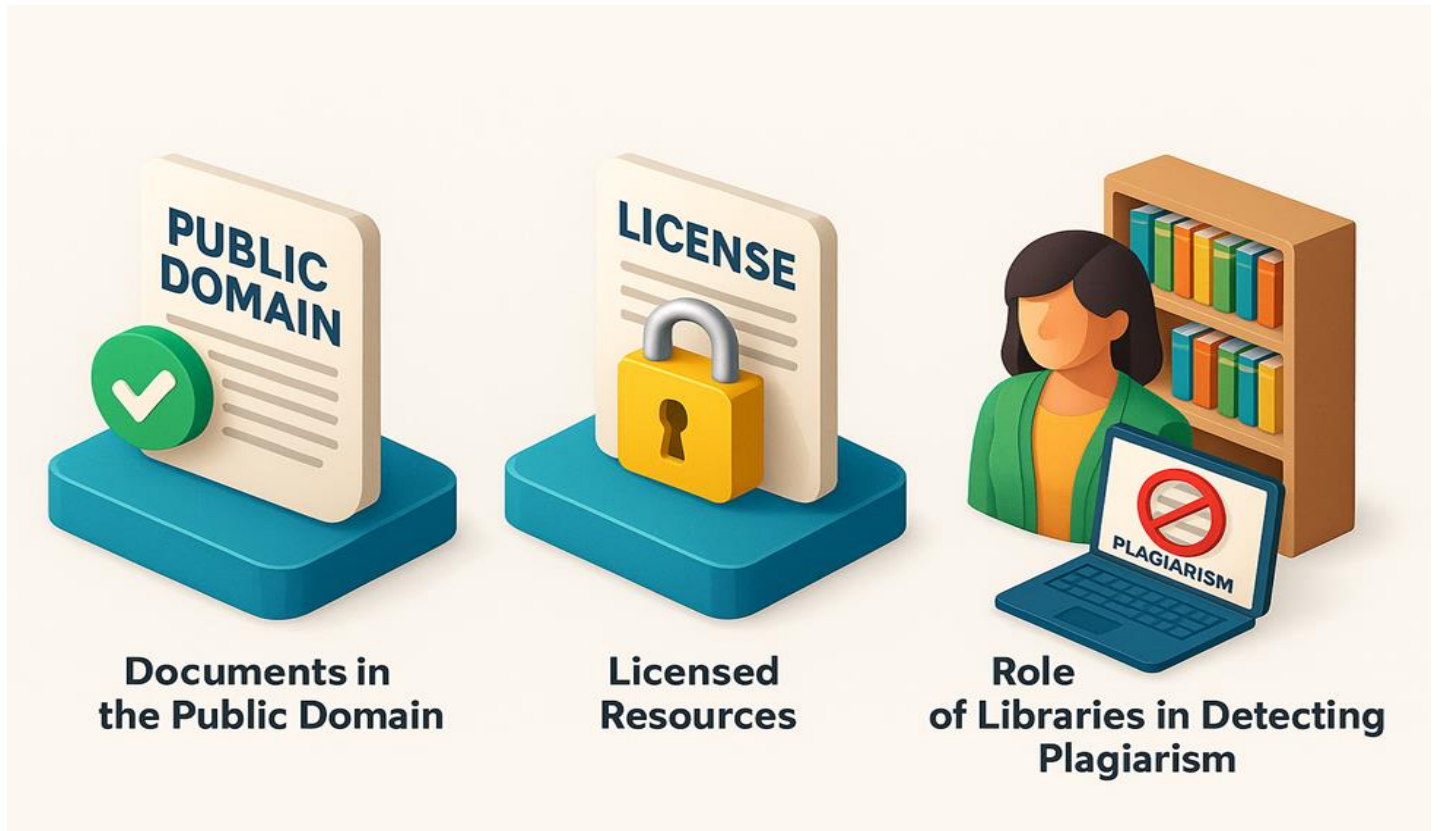 PUBLIC
DOMAIN
Documents in
the Public Domain
LICENSE
Licensed
Resources
PLAGIARISM
Role
of Libraries in Detecting
Plagiarism